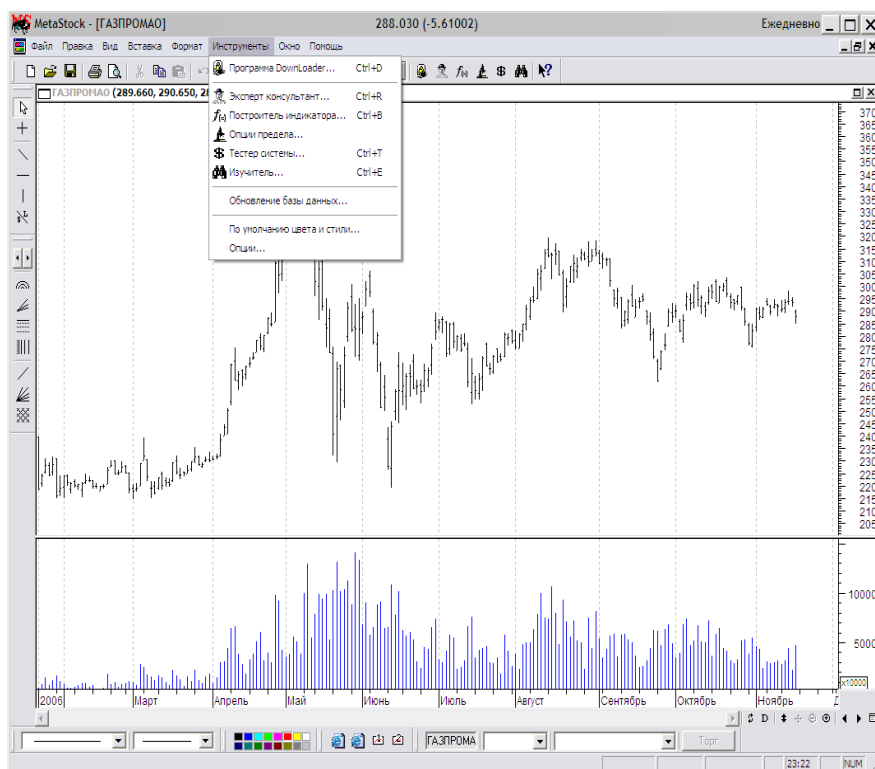 MetaStock - [ГАЗПРОМАО] 288.030 (-5.61002) Ежедневно
Файл Правка Вид Вставка Формат Инструменты Окно Помощь
Программа DownLoader... Ctrl+D
ГАЗПРОМАО (289.660, 290.650, 28
Эксперт консультант... Ctrl+R
Построитель индикатора... Ctrl+B
Опции предела...
Тестер системы... Ctrl+T
Изучитель... Ctrl+E
Обновление базы данных...
По умолчанию цвета и стили...
Опции...
370
365
360
355
350
345
340
335
330
325
320
315
310
305
300
295
290
285
280
275
270
265
260
255
250
245
240
235
230
225
220
215
210
205
10000
5000
x10000
2006 Март Апрель Май Июнь Июль Август Сентябрь Октябрь Ноябрь
D
ГАЗПРОМА Торг
23:22 NUM